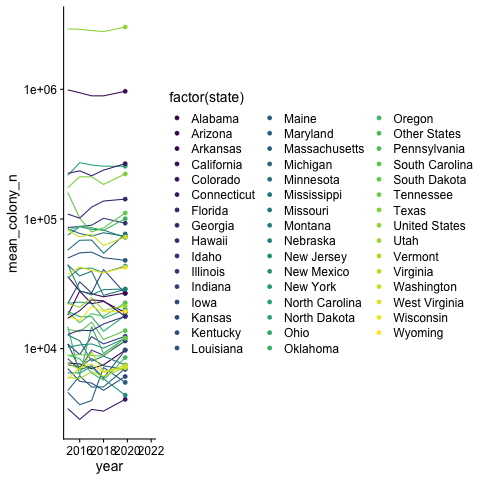 mean_colony_n
1e+06
1e+05
1e+04
2016 2018 2020 2022
year
factor(state)
Alabama Maine Oregon
Arizona Maryland Other States
Arkansas Massachusetts Pennsylvania
California Michigan South Carolina
Colorado Minnesota South Dakota
Connecticut Mississippi Tennessee
Florida Missouri Texas
Georgia Montana United States
Hawaii Nebraska Utah
Idaho New Jersey Vermont
Illinois New Mexico Virginia
Indiana New York Washington
Iowa North Carolina West Virginia
Kansas North Dakota Wisconsin
Kentucky Ohio Wyoming
Louisiana Oklahoma